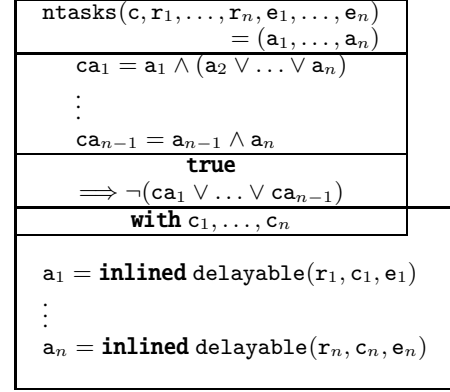 ntasks(c, r₁, …, rₙ, e₁, …, eₙ)
= (a₁, …, aₙ)
ca₁ = a₁ ∧ (a₂ ∨ … ∨ aₙ)
⋮
caₙ₋₁ = aₙ₋₁ ∧ aₙ
true
⟹ ¬(ca₁ ∨ … ∨ caₙ₋₁)
with c₁, …, cₙ
a₁ = inlined delayable(r₁, c₁, e₁)
⋮
aₙ = inlined delayable(rₙ, cₙ, eₙ)